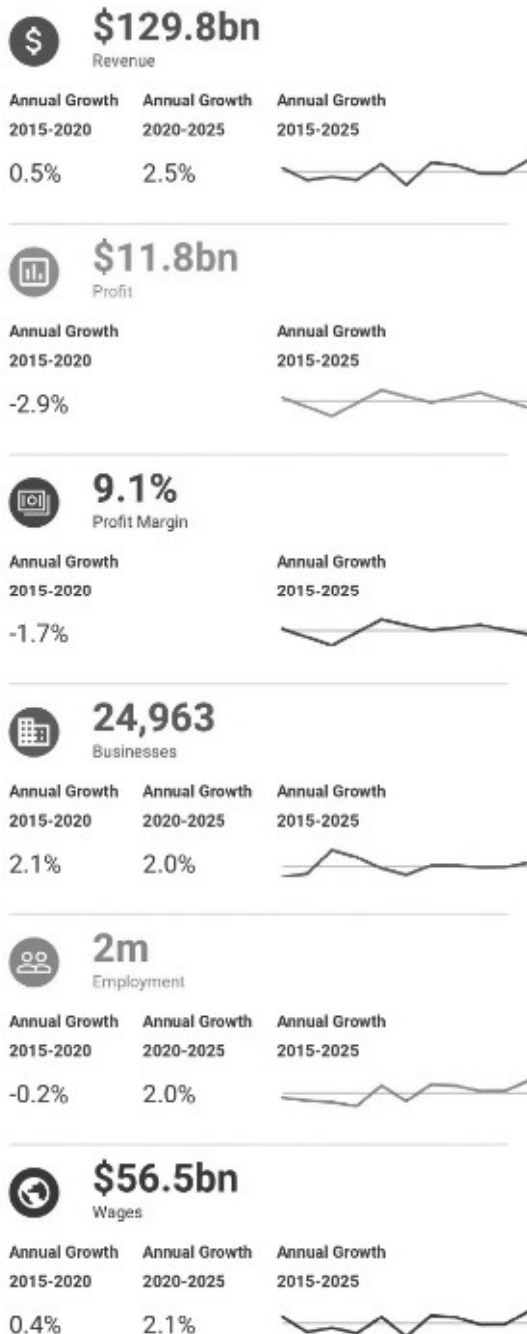 $129.8bn
Revenue
Annual Growth Annual Growth Annual Growth
2015-2020 2020-2025 2015-2025
0.5% 2.5%
$11.8bn
Profit
Annual Growth Annual Growth
2015-2020 2015-2025
-2.9%
9.1%
Profit Margin
Annual Growth Annual Growth
2015-2020 2015-2025
-1.7%
24,963
Businesses
Annual Growth Annual Growth Annual Growth
2015-2020 2020-2025 2015-2025
2.1% 2.0%
2m
Employment
Annual Growth Annual Growth Annual Growth
2015-2020 2020-2025 2015-2025
-0.2% 2.0%
$56.5bn
Wages
Annual Growth Annual Growth Annual Growth
2015-2020 2020-2025 2015-2025
0.4% 2.1%